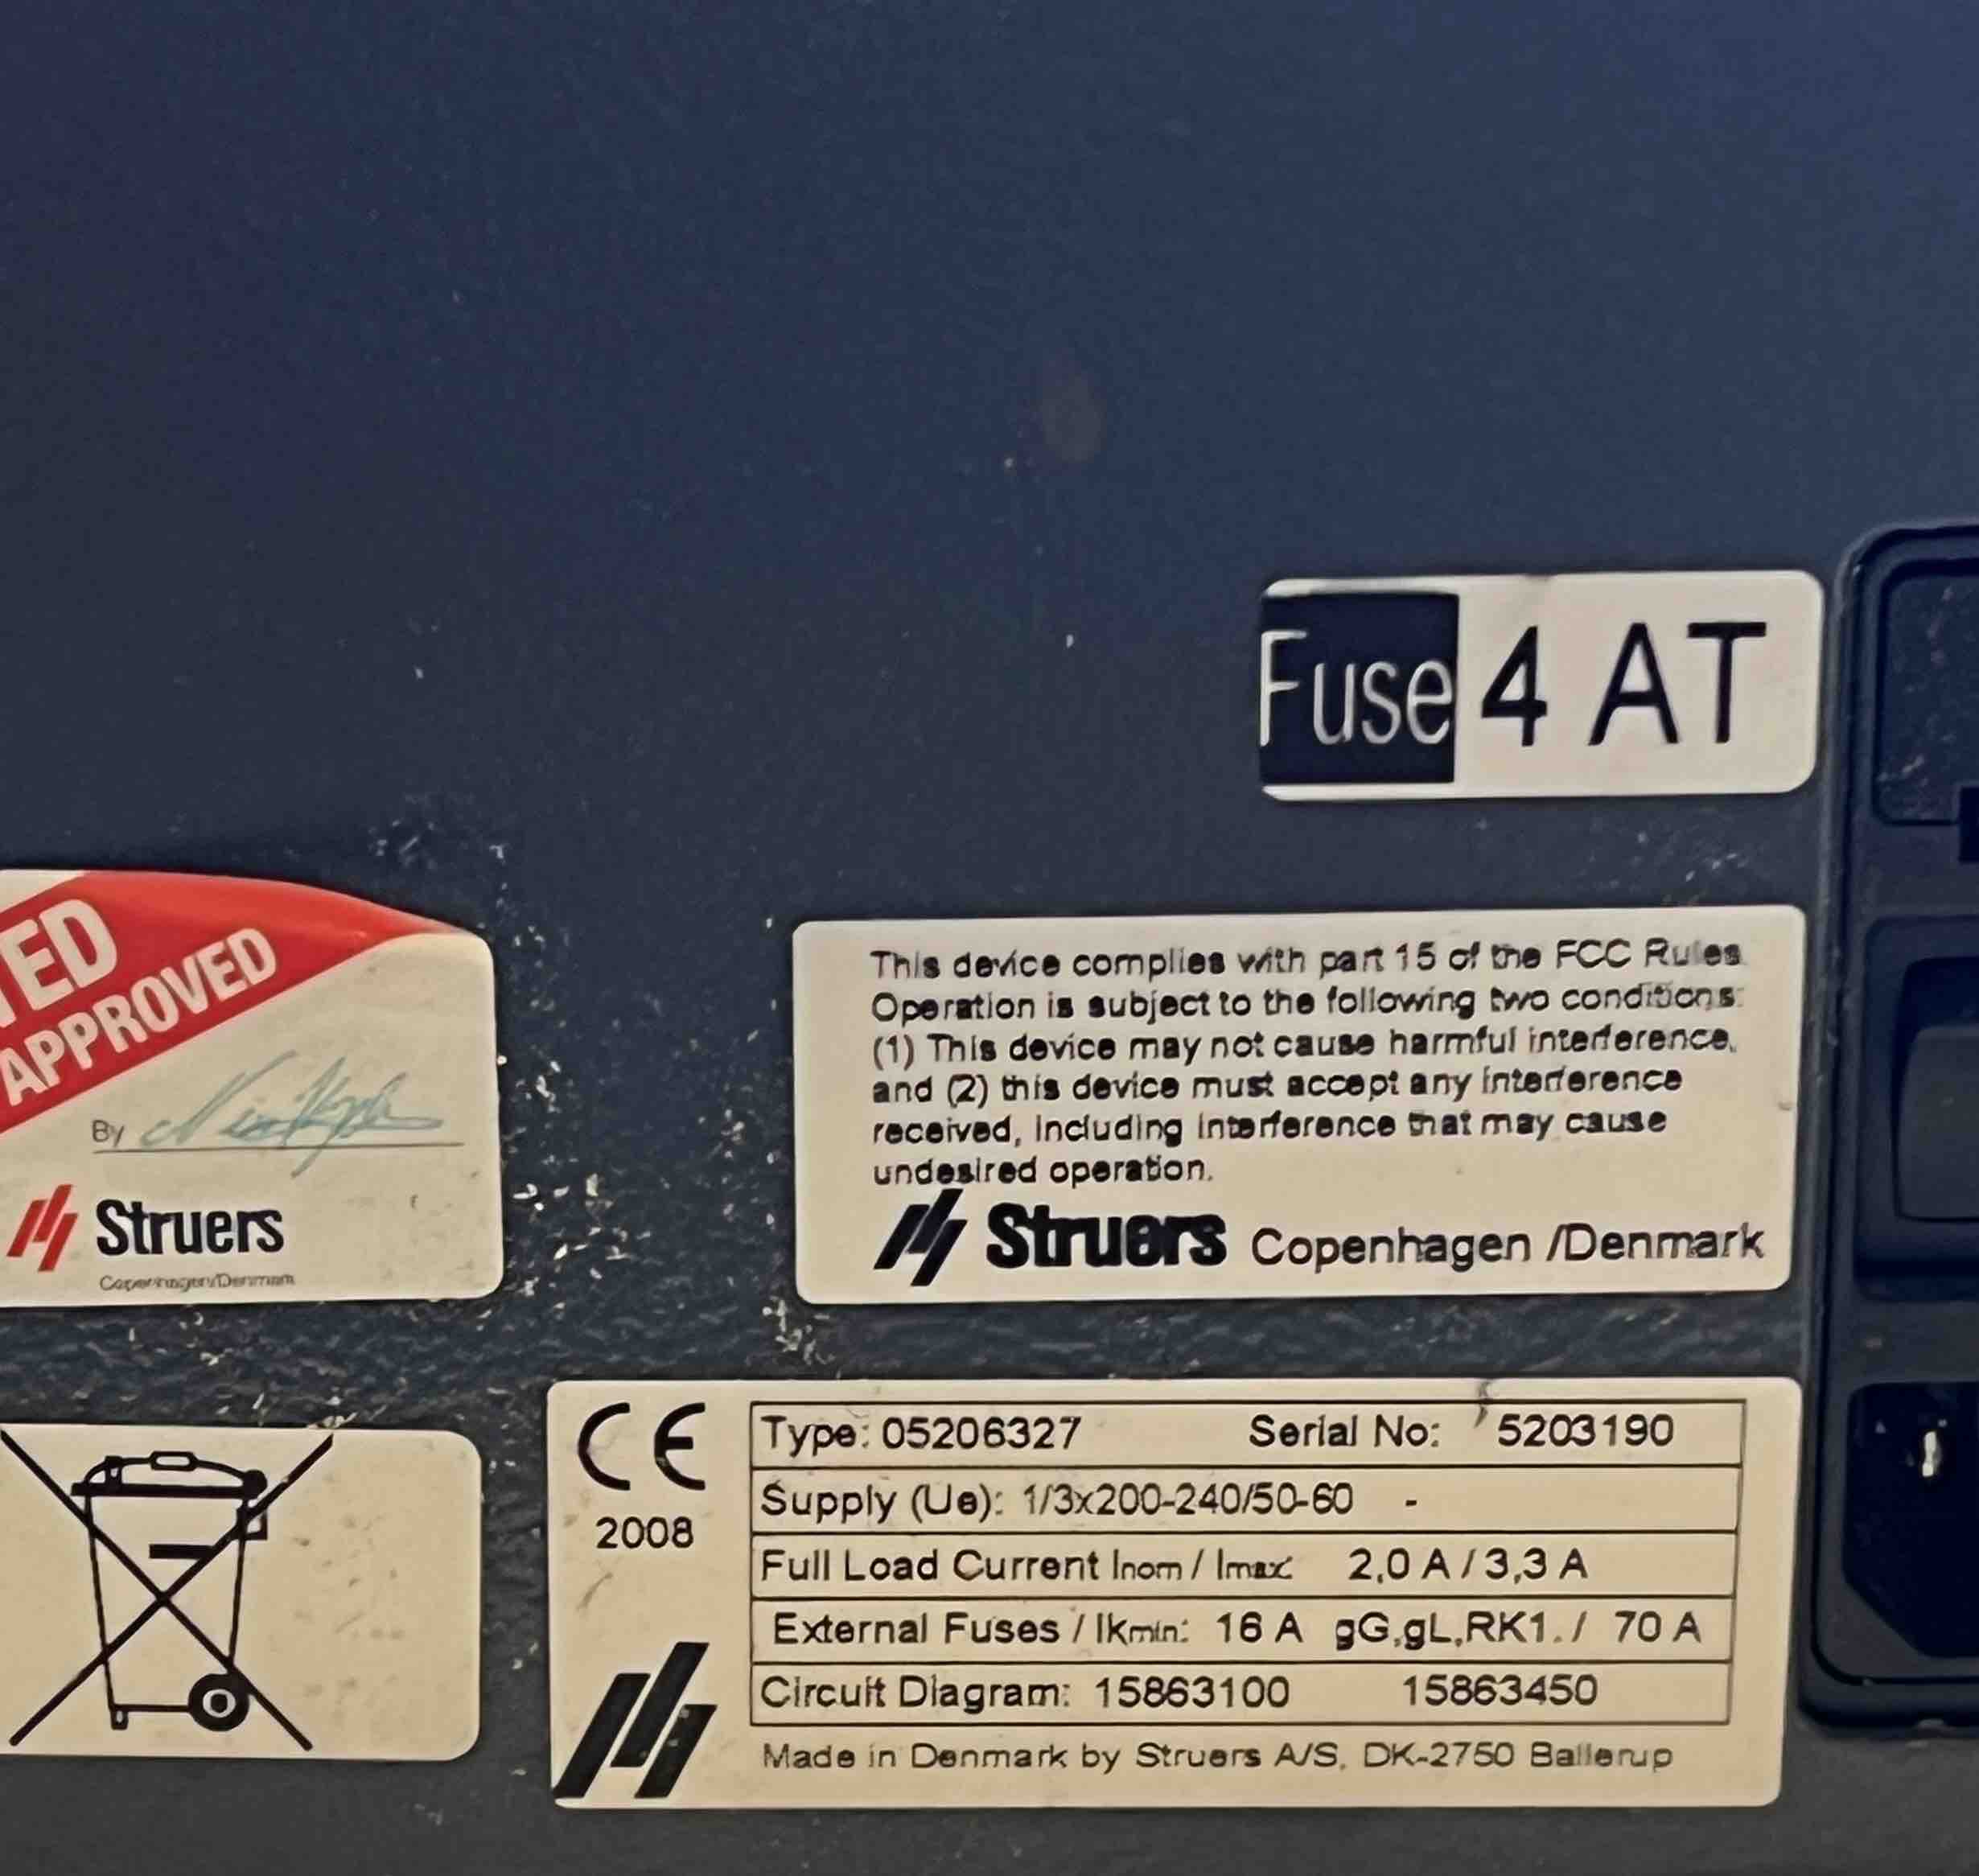 Fuse 4 AT
TED
APPROVED
By
Struers
Copenhagen/Denmark
This device complies with part 15 of the FCC Rules
Operation is subject to the following two conditions:
(1) This device may not cause harmful interference,
and (2) this device must accept any interference
received, including interference that may cause
undesired operation.
Struers Copenhagen /Denmark
CE
2008
Type: 05206327 Serial No: 5203190
Supply (Ue): 1/3x200-240/50-60 -
Full Load Current Inom / Imax: 2,0 A / 3,3 A
External Fuses / Ikmin: 16 A gG,gL,RK1. / 70 A
Circuit Diagram: 15863100 15863450
Made in Denmark by Struers A/S, DK-2750 Ballerup